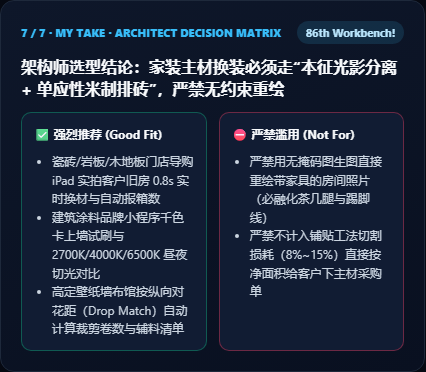 7 / 7 · MY TAKE · ARCHITECT DECISION MATRIX
86th Workbench!
架构师选型结论：家装主材换装必须走“本征光影分离
+ 单应性米制排砖”，严禁无约束重绘
✅ 强烈推荐 (Good Fit)
• 瓷砖/岩板/木地板门店导购
iPad 实拍客户旧房 0.8s 实
时换材与自动报箱数
• 建筑涂料品牌小程序千色
卡上墙试刷与
2700K/4000K/6500K 昼夜
切光对比
• 高定壁纸墙布馆按纵向对
花距（Drop Match）自动
计算裁剪卷数与辅料清单
⛔ 严禁滥用 (Not For)
• 严禁用无掩码图生图直接
重绘带家具的房间照片
（必融化茶几腿与踢脚
线）
• 严禁不计入铺贴工法切割
损耗（8%~15%）直接按
净面积给客户下主材采购
单